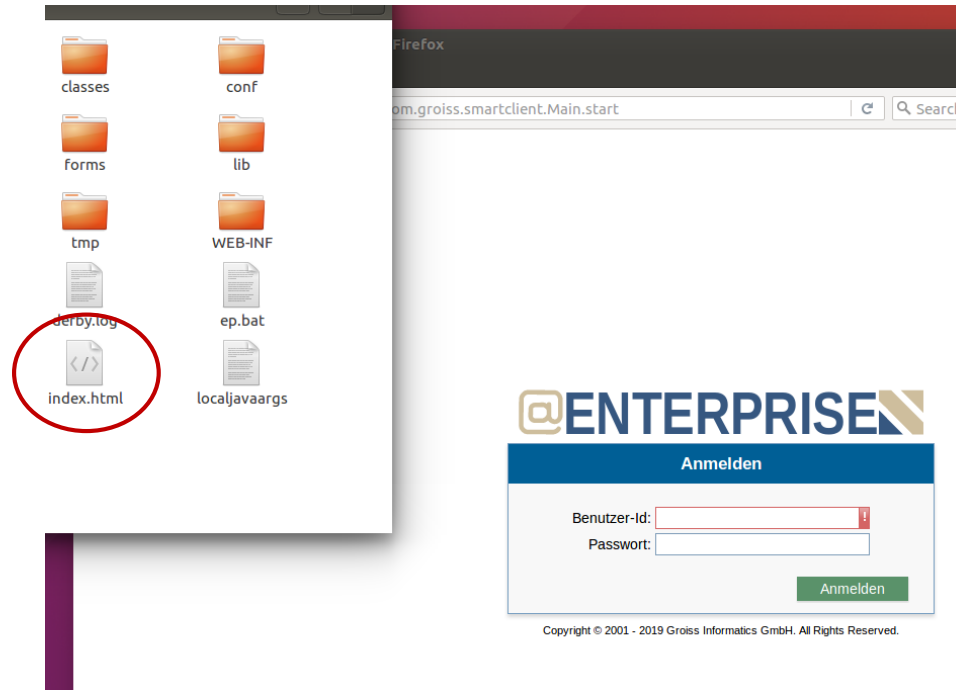 classes
conf
forms
lib
tmp
WEB-INF
derby.log
ep.bat
index.html
localjavaargs
Firefox
om.groiss.smartclient.Main.start
Search
@ENTERPRISE
Anmelden
Benutzer-Id:
!
Passwort:
Anmelden
Copyright © 2001 - 2019 Groiss Informatics GmbH. All Rights Reserved.